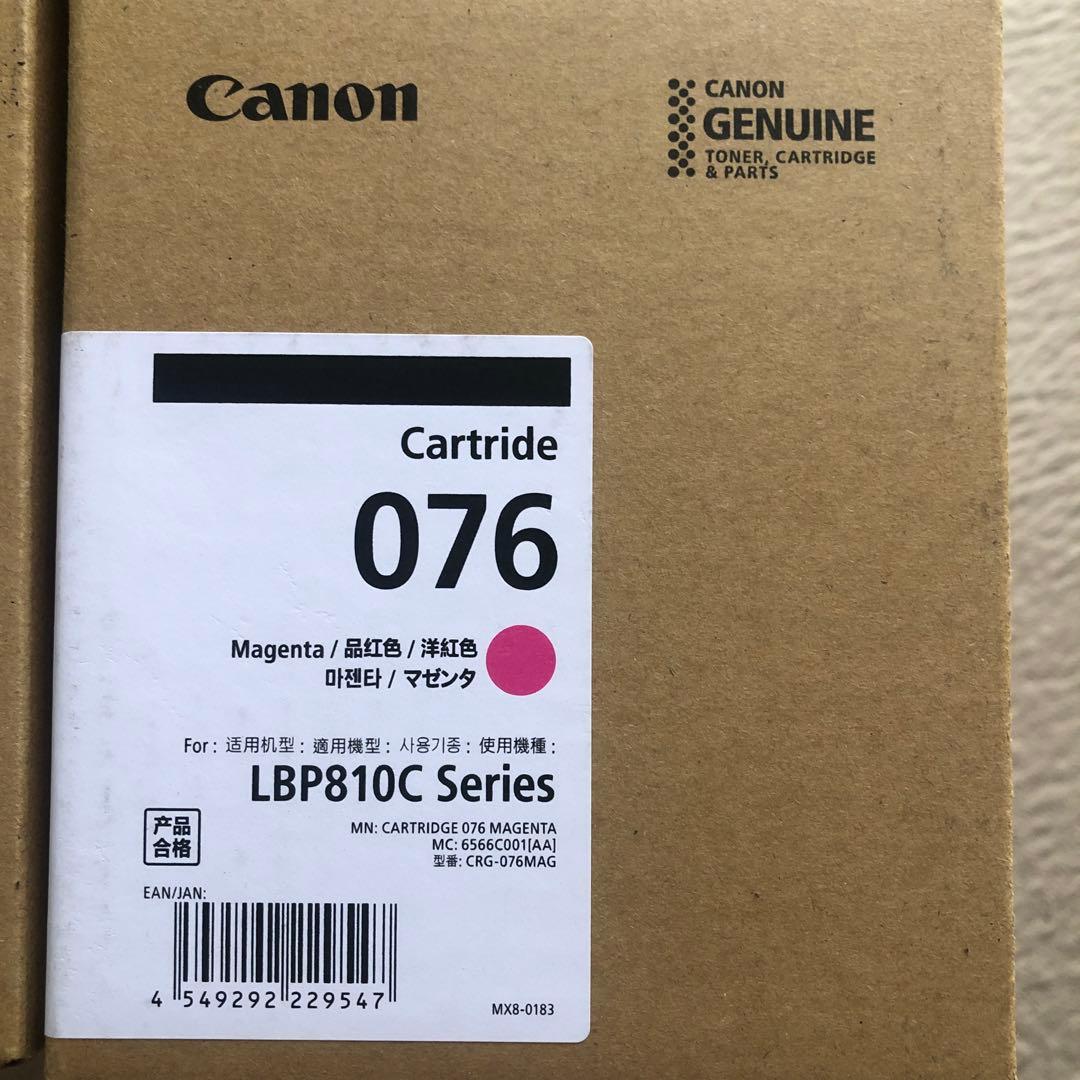 Canon
CANON
GENUINE
TONER, CARTRIDGE
& PARTS
Cartride
076
Magenta / 品红色 / 洋紅色
마젠타 / マゼンタ
For : 适用机型 : 適用機型 : 사용기종 : 使用機種 :
LBP810C Series
MN: CARTRIDGE 076 MAGENTA
MC: 6566C001[AA]
型番: CRG-076MAG
产品
合格
EAN/JAN:
4 549292 229547
MX8-0183